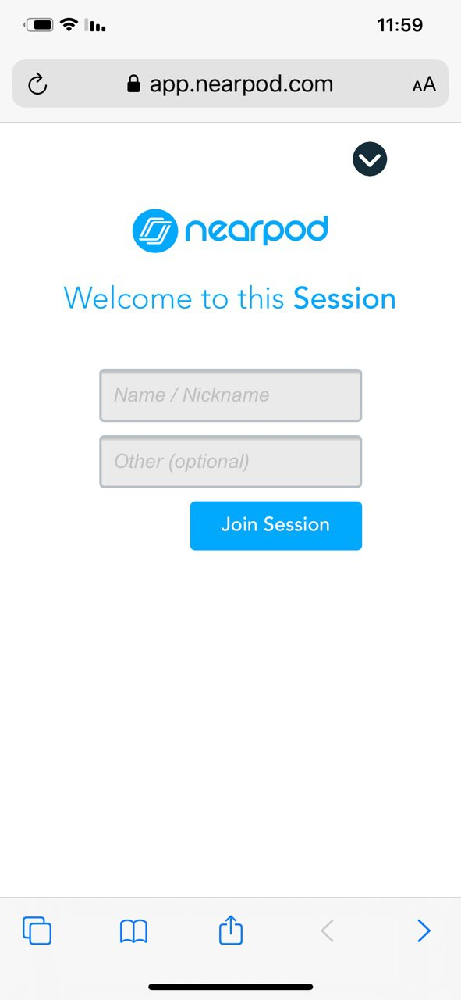 11:59
app.nearpod.com
AA
nearpod
Welcome to this Session
Name / Nickname
Other (optional)
Join Session